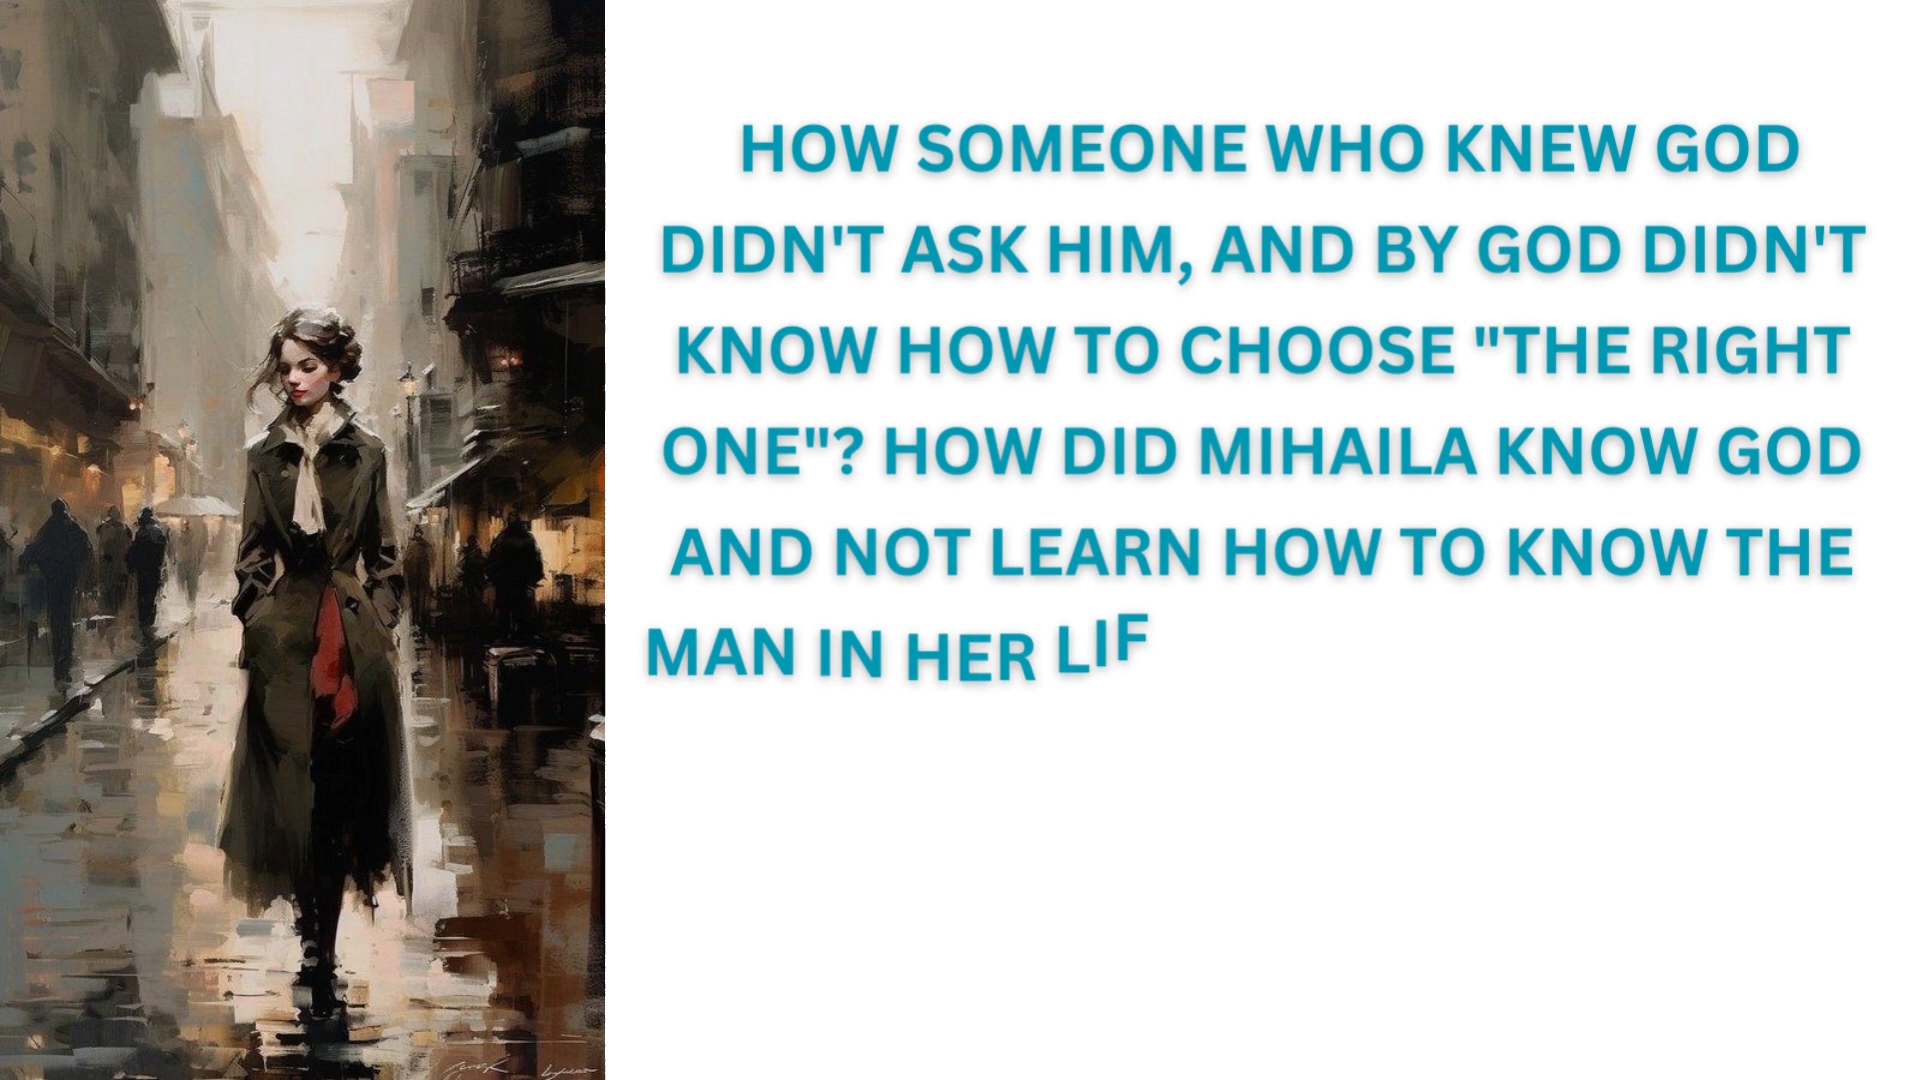 HOW SOMEONE WHO KNEW GOD
DIDN'T ASK HIM, AND BY GOD DIDN'T
KNOW HOW TO CHOOSE "THE RIGHT
ONE"? HOW DID MIHAILA KNOW GOD
AND NOT LEARN HOW TO KNOW THE
MAN IN HER LIF